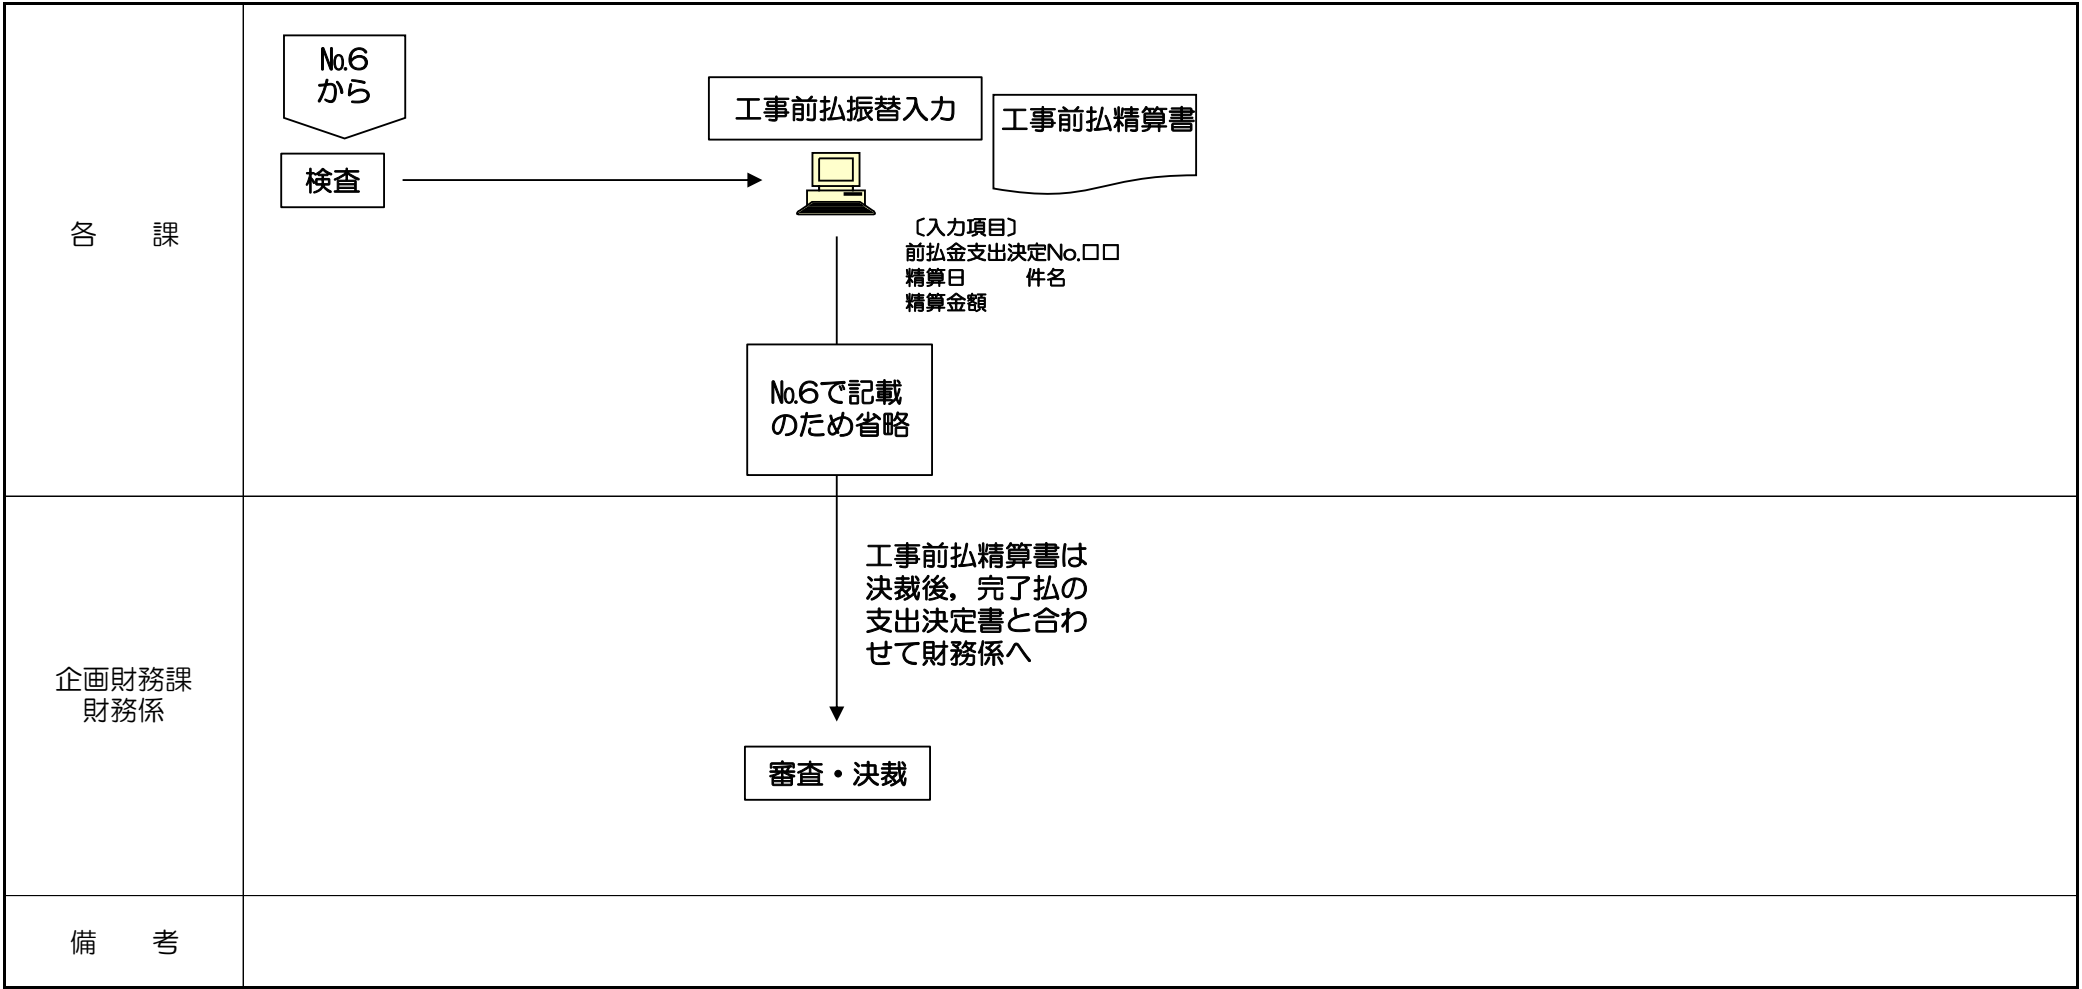 各　　課
№6
から
検査
工事前払振替入力
工事前払精算書
〔入力項目〕
前払金支出決定No.□□
精算日　　　件名
精算金額
№6で記載
のため省略
企画財務課
財務係
工事前払精算書は
決裁後，完了払の
支出決定書と合わ
せて財務係へ
審査・決裁
備　　考